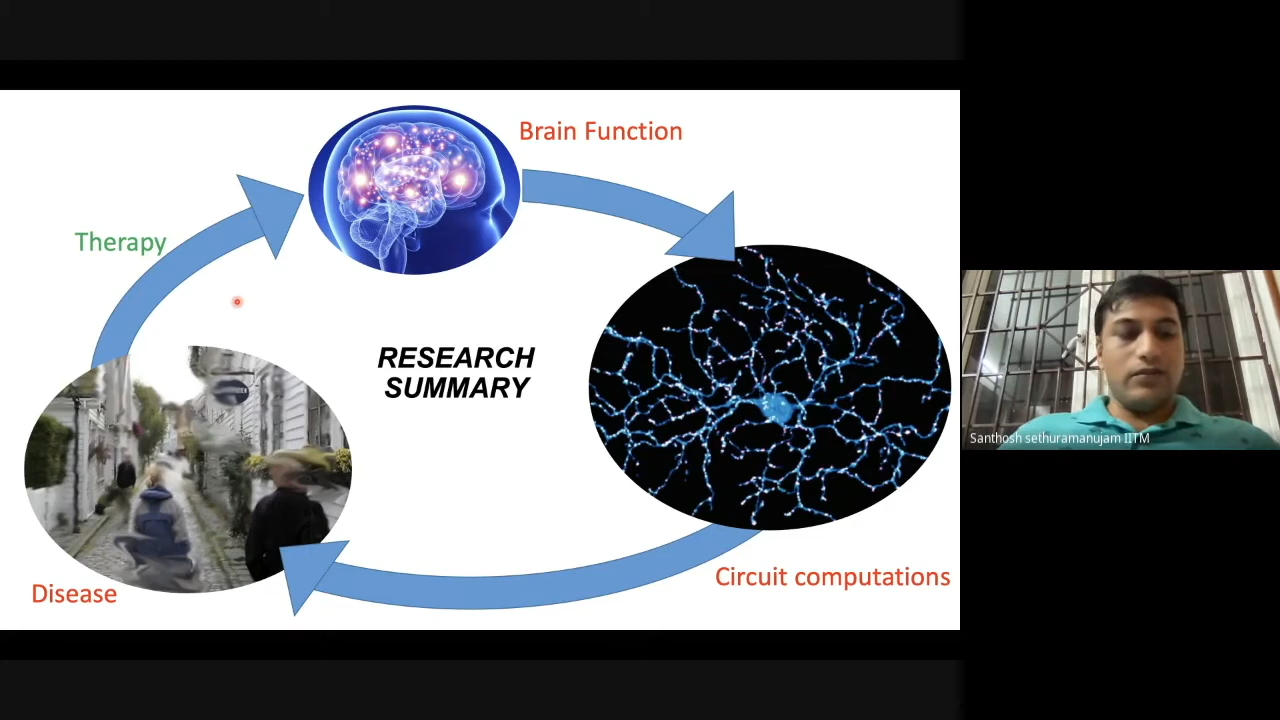 Brain Function
Therapy
RESEARCH
SUMMARY
Circuit computations
Disease
Santhosh sethuramanujam IITM